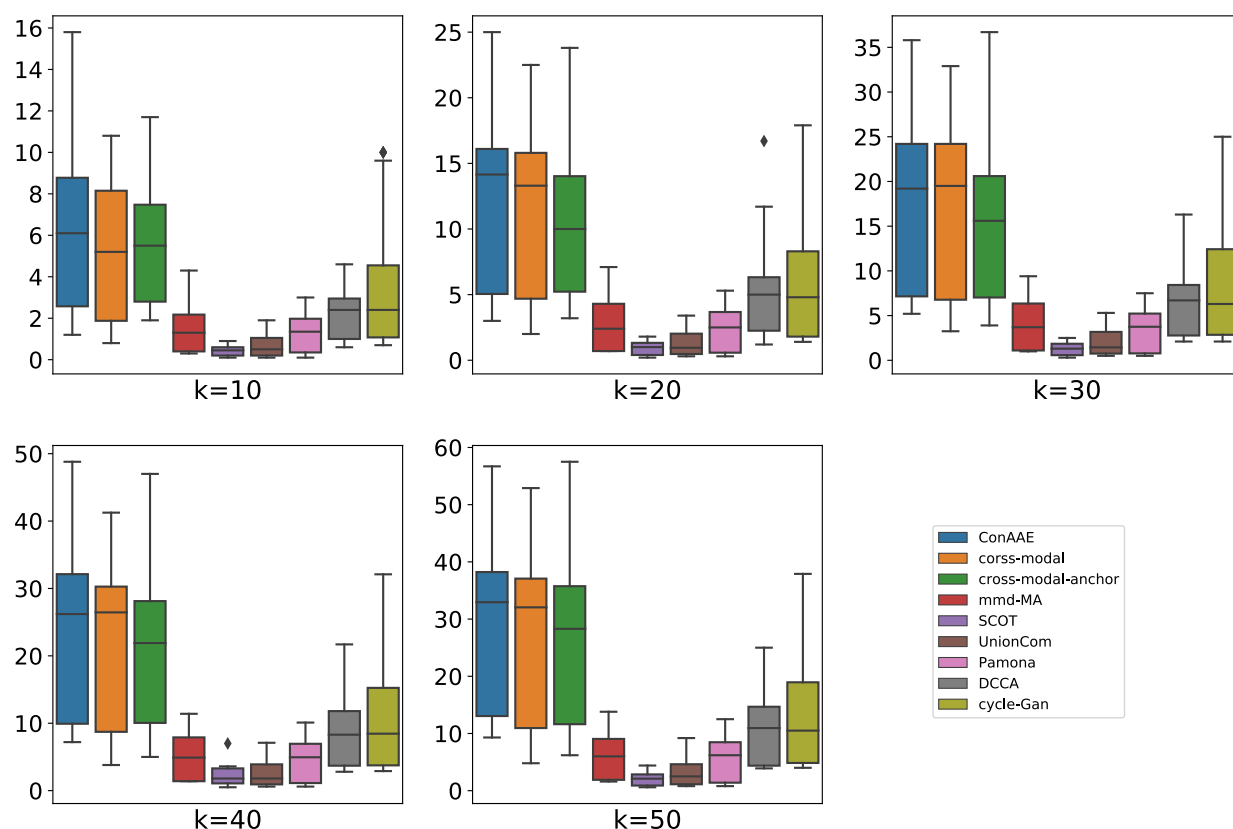 16
14
12
10
8
6
4
2
0
k=10
25
20
15
10
5
0
k=20
35
30
25
20
15
10
5
0
k=30
50
40
30
20
10
0
k=40
60
50
40
30
20
10
0
k=50
ConAAE
corss-modal
cross-modal-anchor
mmd-MA
SCOT
UnionCom
Pamona
DCCA
cycle-Gan